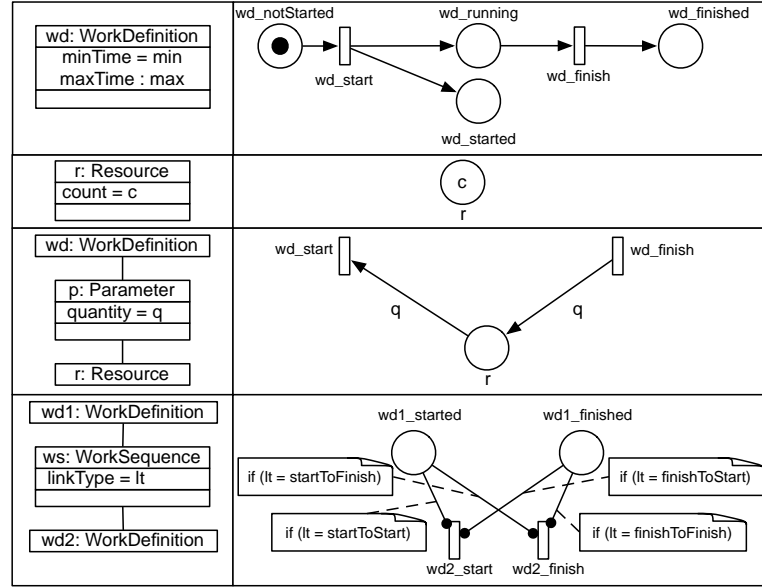 wd: WorkDefinition
minTime = min
maxTime : max
wd_notStarted
wd_running
wd_finished
wd_start
wd_finish
wd_started
r: Resource
count = c
c
r
wd: WorkDefinition
p: Parameter
quantity = q
r: Resource
wd_start
wd_finish
q
q
r
wd1: WorkDefinition
ws: WorkSequence
linkType = lt
wd2: WorkDefinition
wd1_started
wd1_finished
if (lt = startToFinish)
if (lt = finishToStart)
if (lt = startToStart)
if (lt = finishToFinish)
wd2_start
wd2_finish